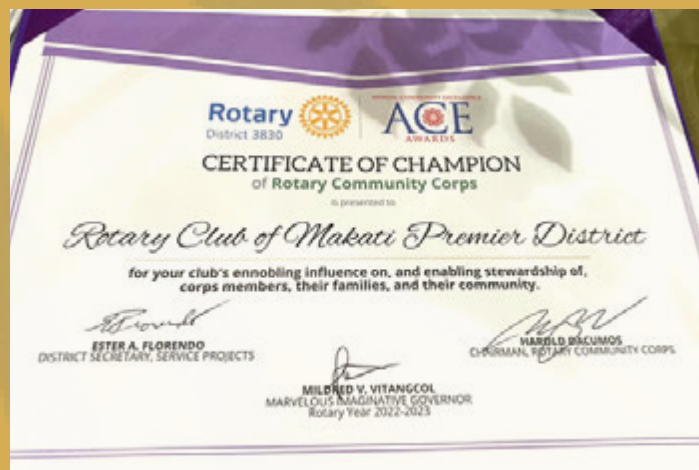 Rotary
District 3830
ACE
AWARDS
CERTIFICATE OF CHAMPION
of Rotary Community Corps
is presented to
Rotary Club of Makati Premier District
for your club's ennobling influence on, and enabling stewardship of,
corps members, their families, and their community.
ESTER A. FLORENDO
DISTRICT SECRETARY, SERVICE PROJECTS
HAROLD DACUMOS
CHAIRMAN, ROTARY COMMUNITY CORPS
MILDRED V. VITANGCOL
MARVELOUS IMAGINATIVE GOVERNOR
Rotary Year 2022-2023